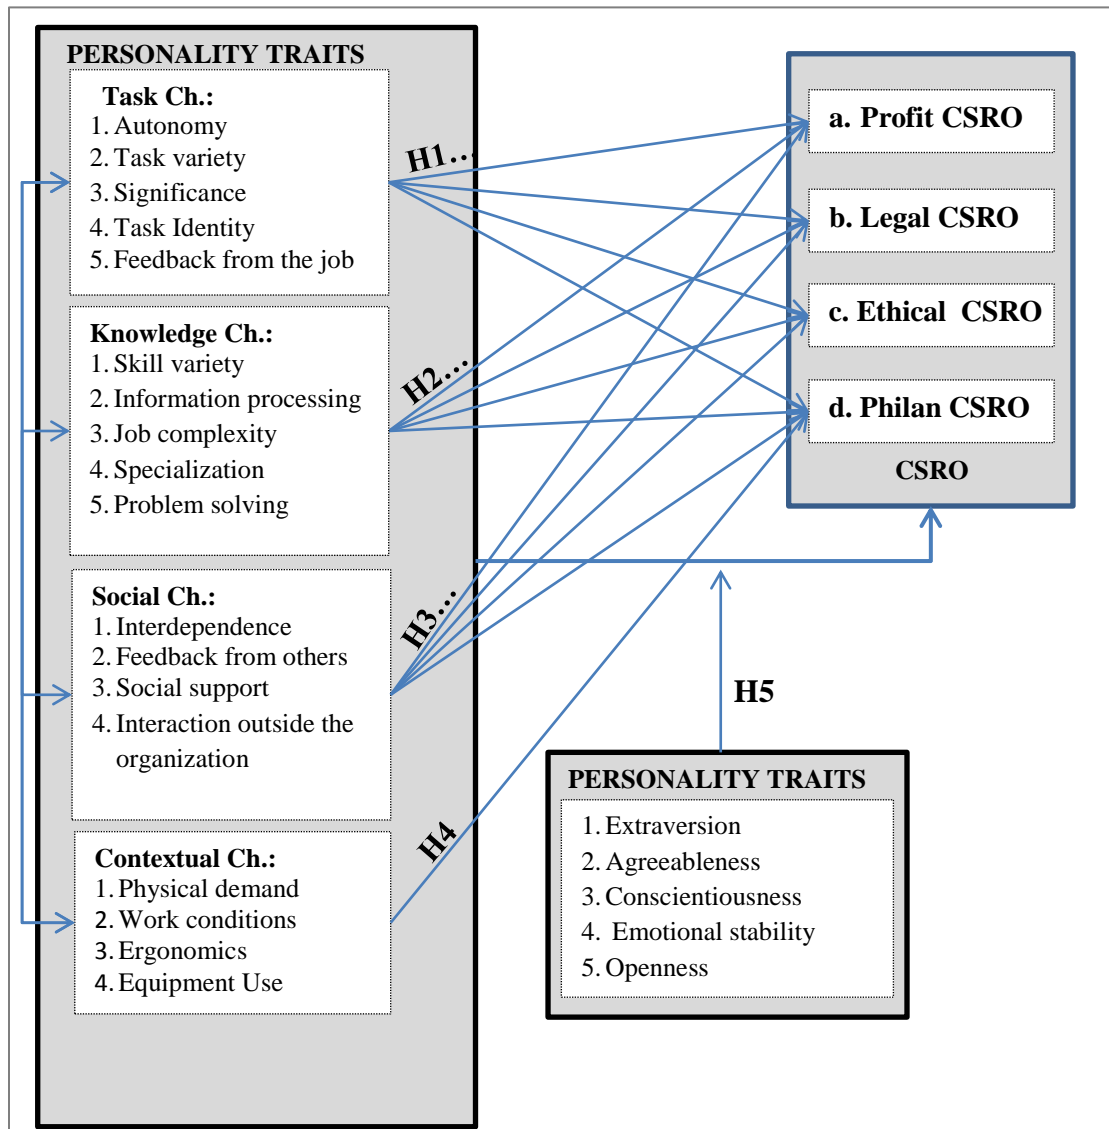 PERSONALITY TRAITS
Task Ch.:
1. Autonomy
2. Task variety
3. Significance
4. Task Identity
5. Feedback from the job
Knowledge Ch.:
1. Skill variety
2. Information processing
3. Job complexity
4. Specialization
5. Problem solving
Social Ch.:
1. Interdependence
2. Feedback from others
3. Social support
4. Interaction outside the
organization
Contextual Ch.:
1. Physical demand
2. Work conditions
3. Ergonomics
4. Equipment Use
H1...
H2...
H3...
H4
a. Profit CSRO
b. Legal CSRO
c. Ethical  CSRO
d. Philan CSRO
CSRO
H5
PERSONALITY TRAITS
1. Extraversion
2. Agreeableness
3. Conscientiousness
4.  Emotional stability
5. Openness